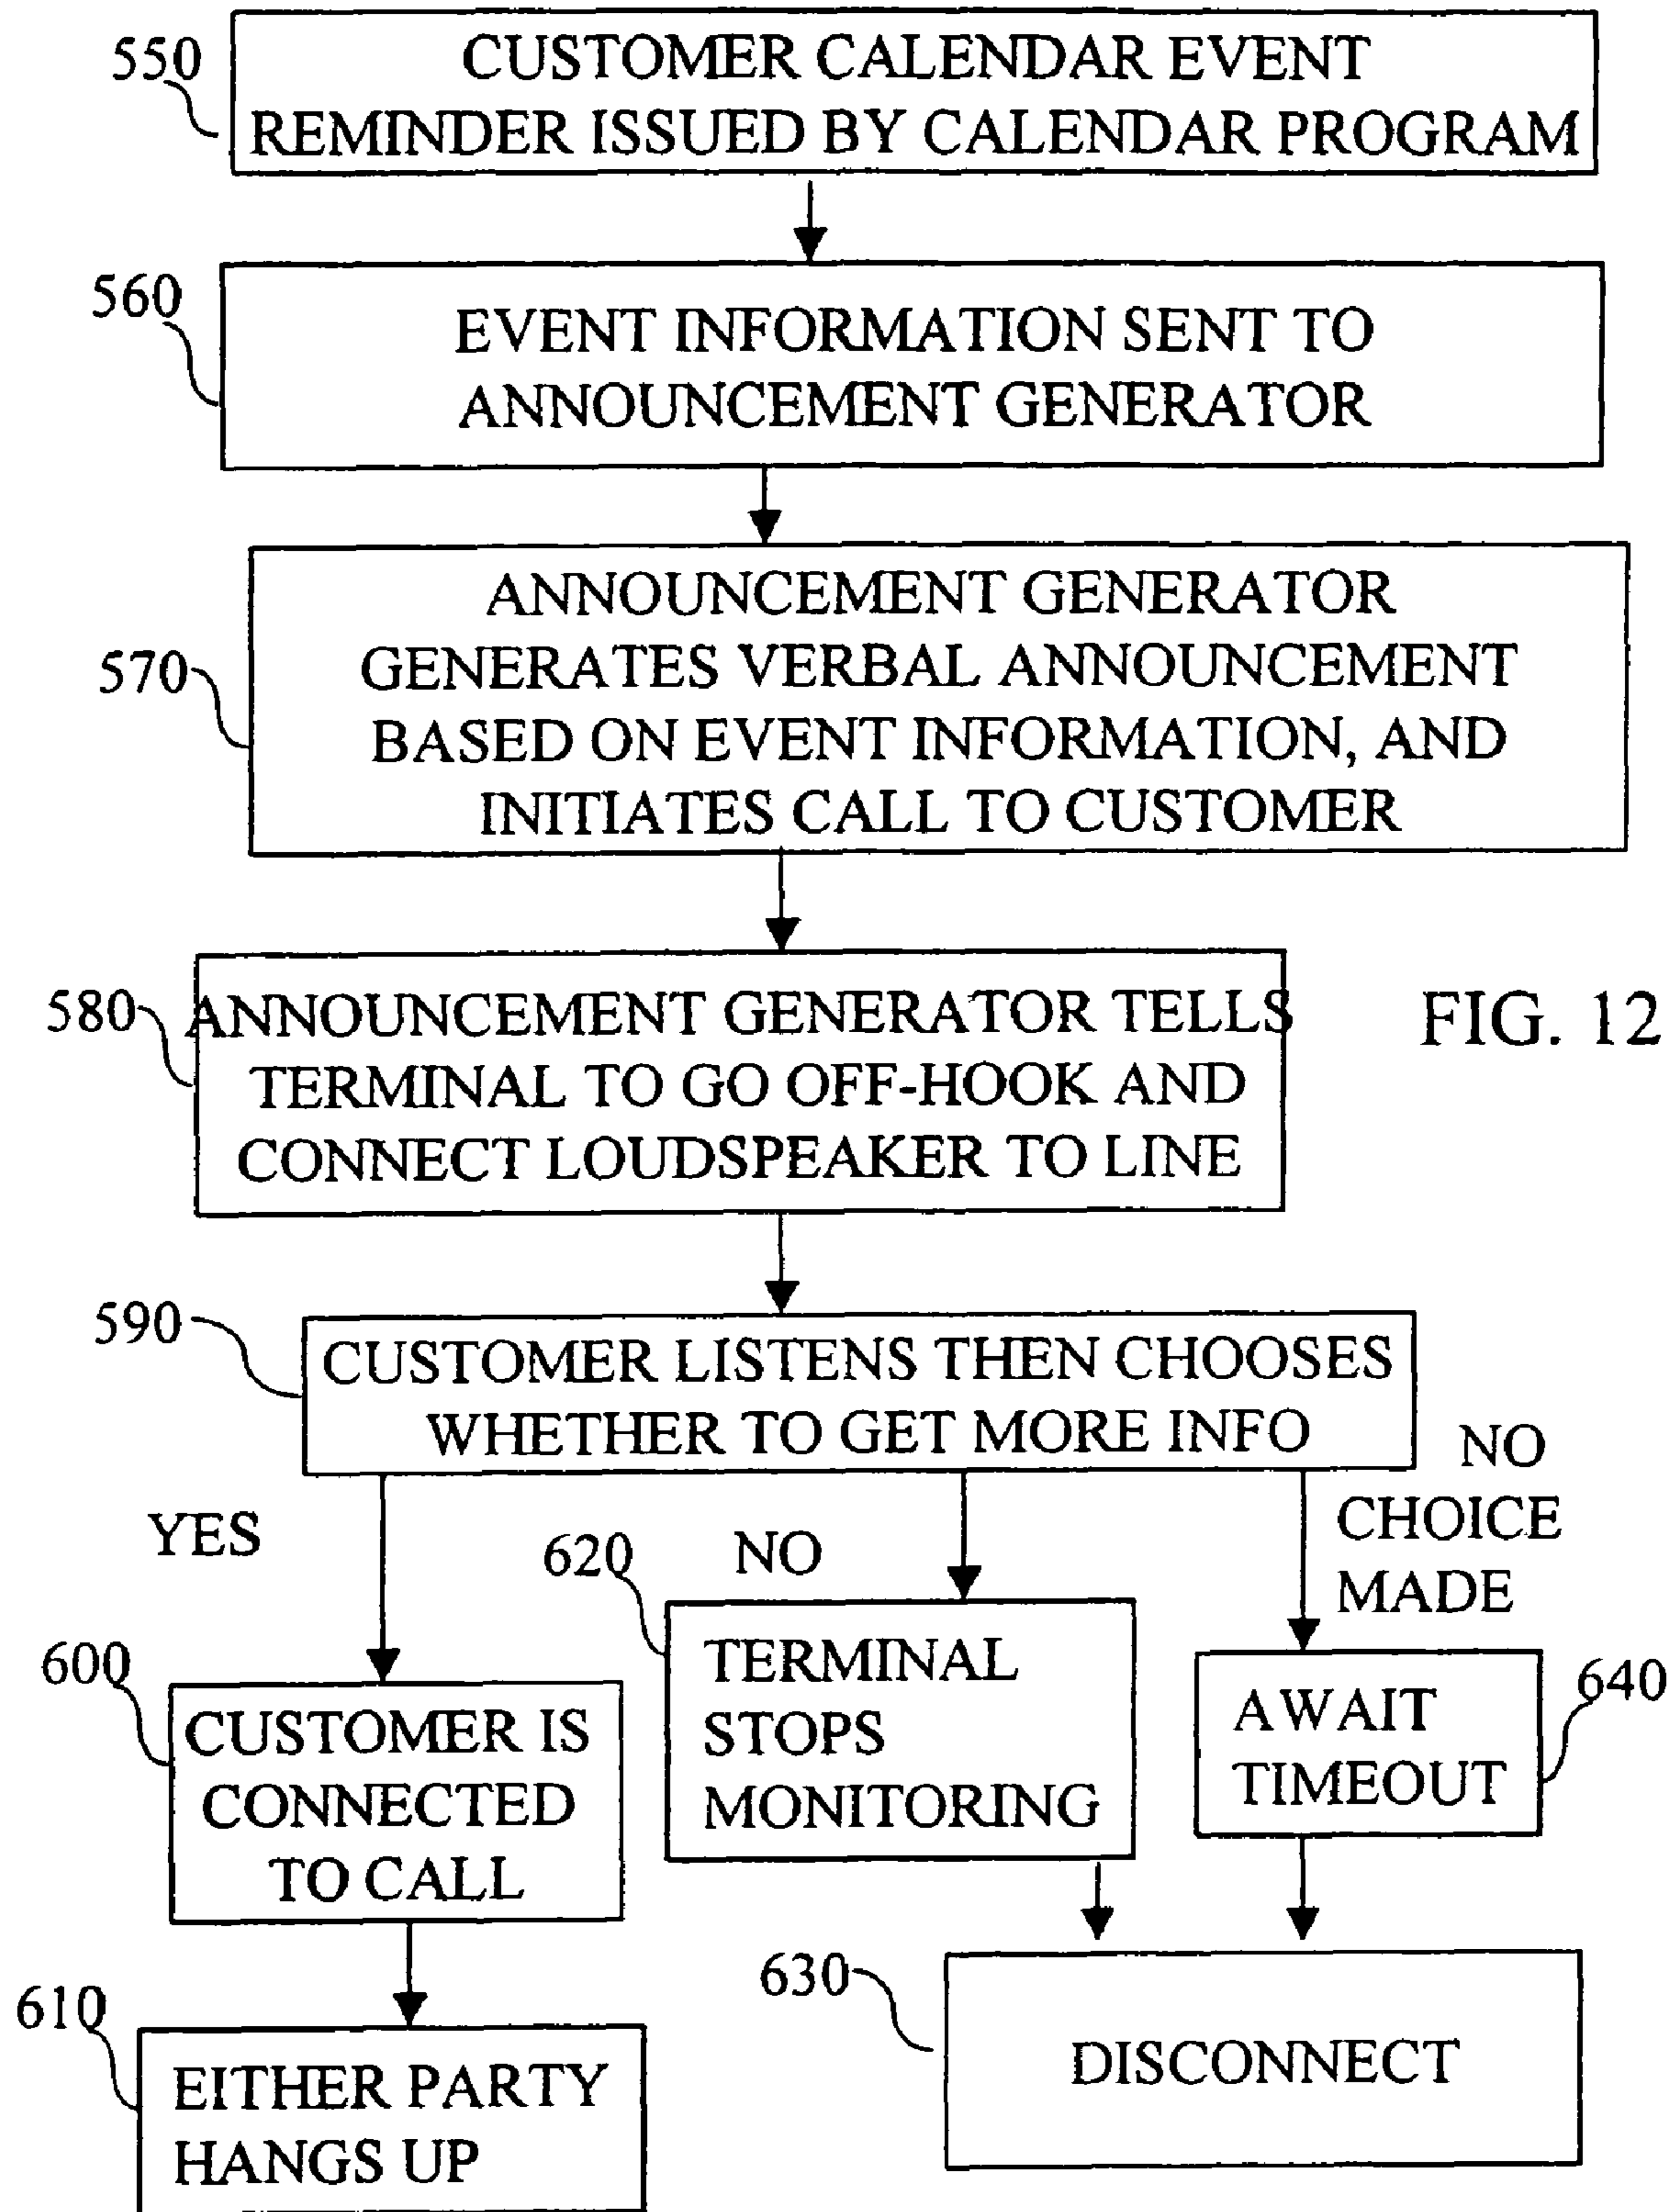 550
CUSTOMER CALENDAR EVENT
REMINDER ISSUED BY CALENDAR PROGRAM
560
EVENT INFORMATION SENT TO
ANNOUNCEMENT GENERATOR
570
ANNOUNCEMENT GENERATOR
GENERATES VERBAL ANNOUNCEMENT
BASED ON EVENT INFORMATION, AND
INITIATES CALL TO CUSTOMER
580
ANNOUNCEMENT GENERATOR TELLS
TERMINAL TO GO OFF-HOOK AND
CONNECT LOUDSPEAKER TO LINE
FIG. 12
590
CUSTOMER LISTENS THEN CHOOSES
WHETHER TO GET MORE INFO
YES
NO
NO
CHOICE
MADE
600
CUSTOMER IS
CONNECTED
TO CALL
620
TERMINAL
STOPS
MONITORING
640
AWAIT
TIMEOUT
610
EITHER PARTY
HANGS UP
630
DISCONNECT